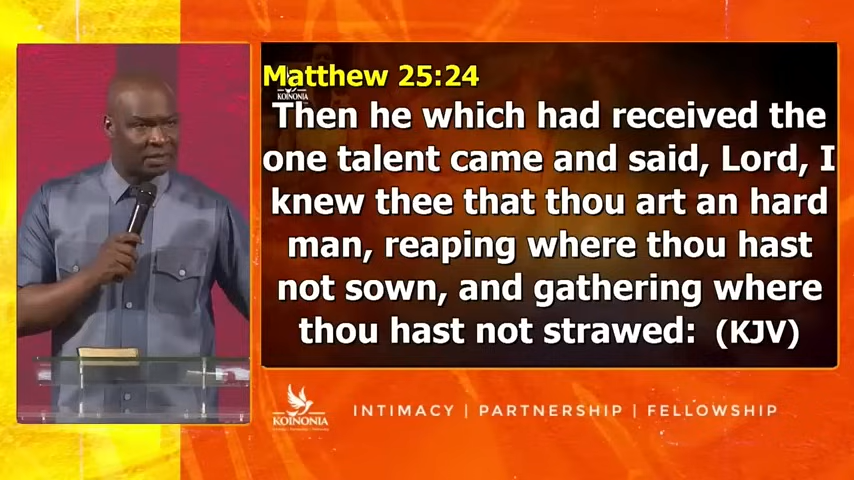 Matthew 25:24
KOINONIA
Then he which had received the
one talent came and said, Lord, I
knew thee that thou art an hard
man, reaping where thou hast
not sown, and gathering where
thou hast not strawed: (KJV)
KOINONIA
INTIMACY | PARTNERSHIP | FELLOWSHIP